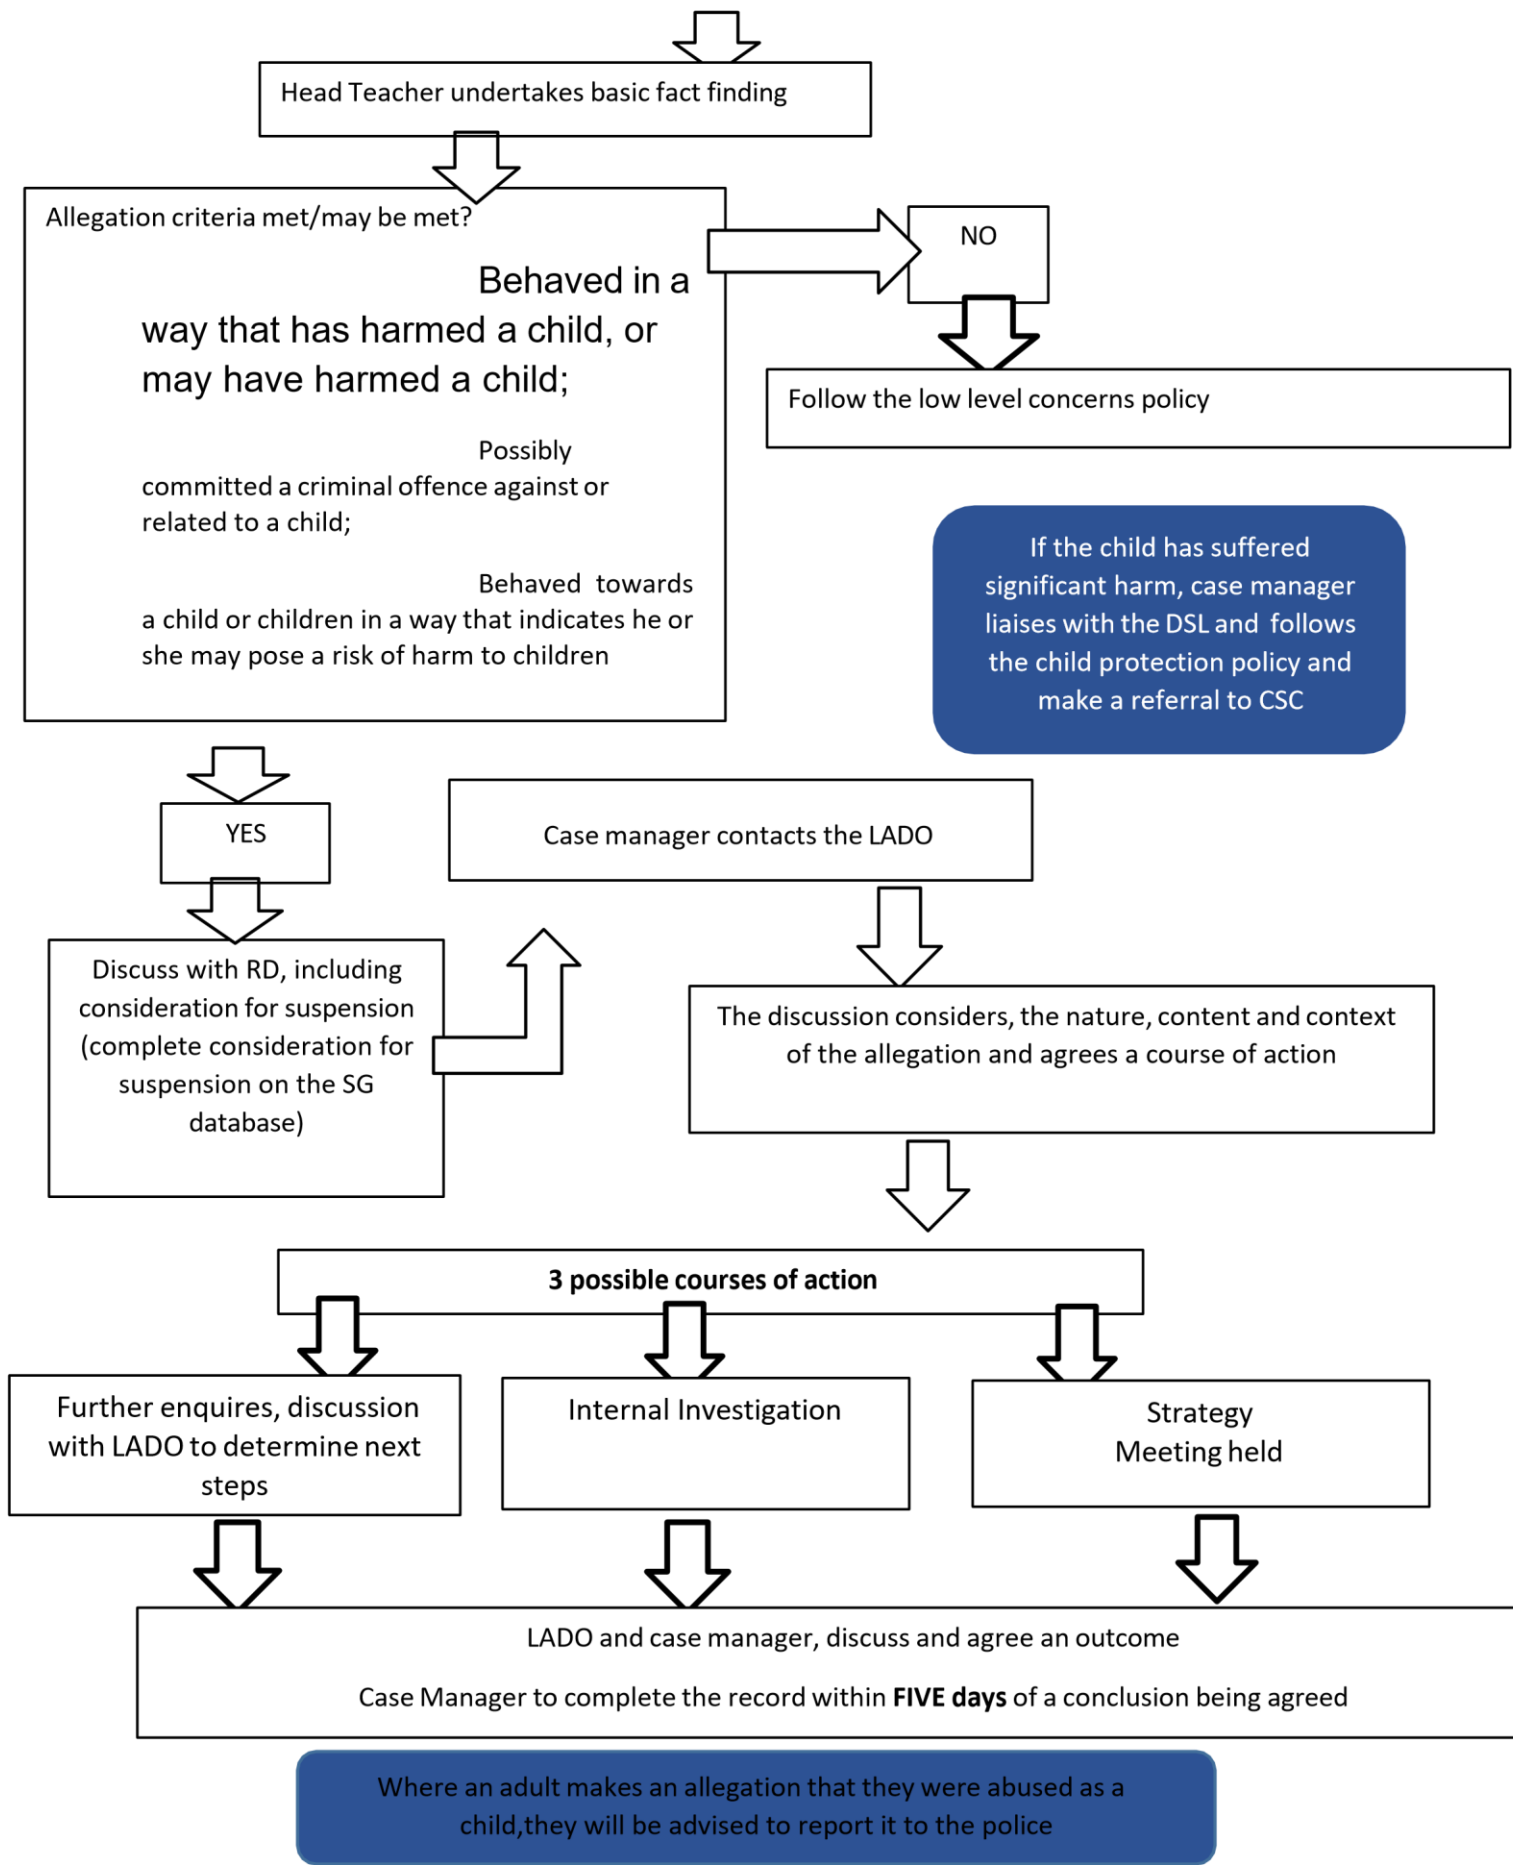 Head Teacher undertakes basic fact finding
Allegation criteria met/may be met?
Behaved in a
way that has harmed a child, or
may have harmed a child;
Possibly
committed a criminal offence against or
related to a child;
Behaved towards
a child or children in a way that indicates he or
she may pose a risk of harm to children
NO
Follow the low level concerns policy
If the child has suffered
significant harm, case manager
liaises with the DSL and follows
the child protection policy and
make a referral to CSC
YES
Discuss with RD, including
consideration for suspension
(complete consideration for
suspension on the SG
database)
Case manager contacts the LADO
The discussion considers, the nature, content and context
of the allegation and agrees a course of action
3 possible courses of action
Further enquires, discussion
with LADO to determine next
steps
Internal Investigation
Strategy
Meeting held
LADO and case manager, discuss and agree an outcome
Case Manager to complete the record within FIVE days of a conclusion being agreed
Where an adult makes an allegation that they were abused as a
child,they will be advised to report it to the police